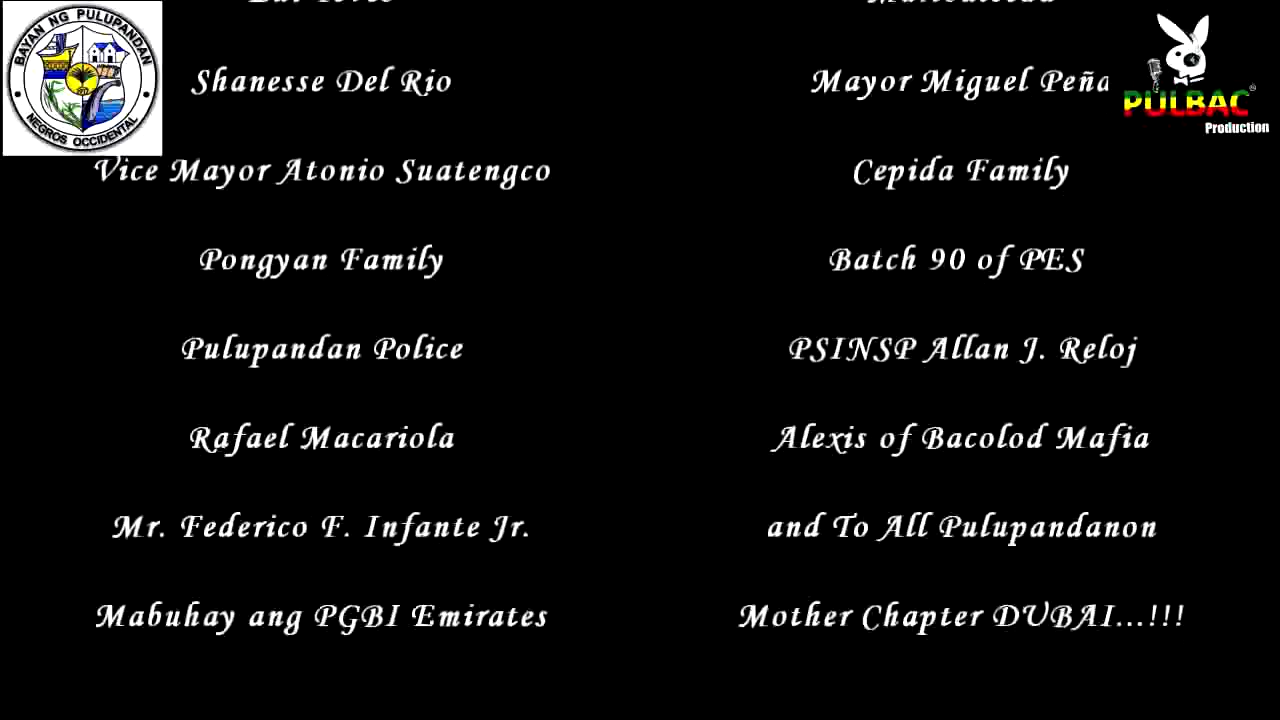 BAYAN NG PULUPANDAN
NEGROS OCCIDENTAL
PULBAC
Production
Shanesse Del Rio
Mayor Miguel Peña
Vice Mayor Atonio Suatengco
Cepida Family
Pongyan Family
Batch 90 of PES
Pulupandan Police
PSINSP Allan J. Reloj
Rafael Macariola
Alexis of Bacolod Mafia
Mr. Federico F. Infante Jr.
and To All Pulupandanon
Mabuhay ang PGBI Emirates
Mother Chapter DUBAI...!!!